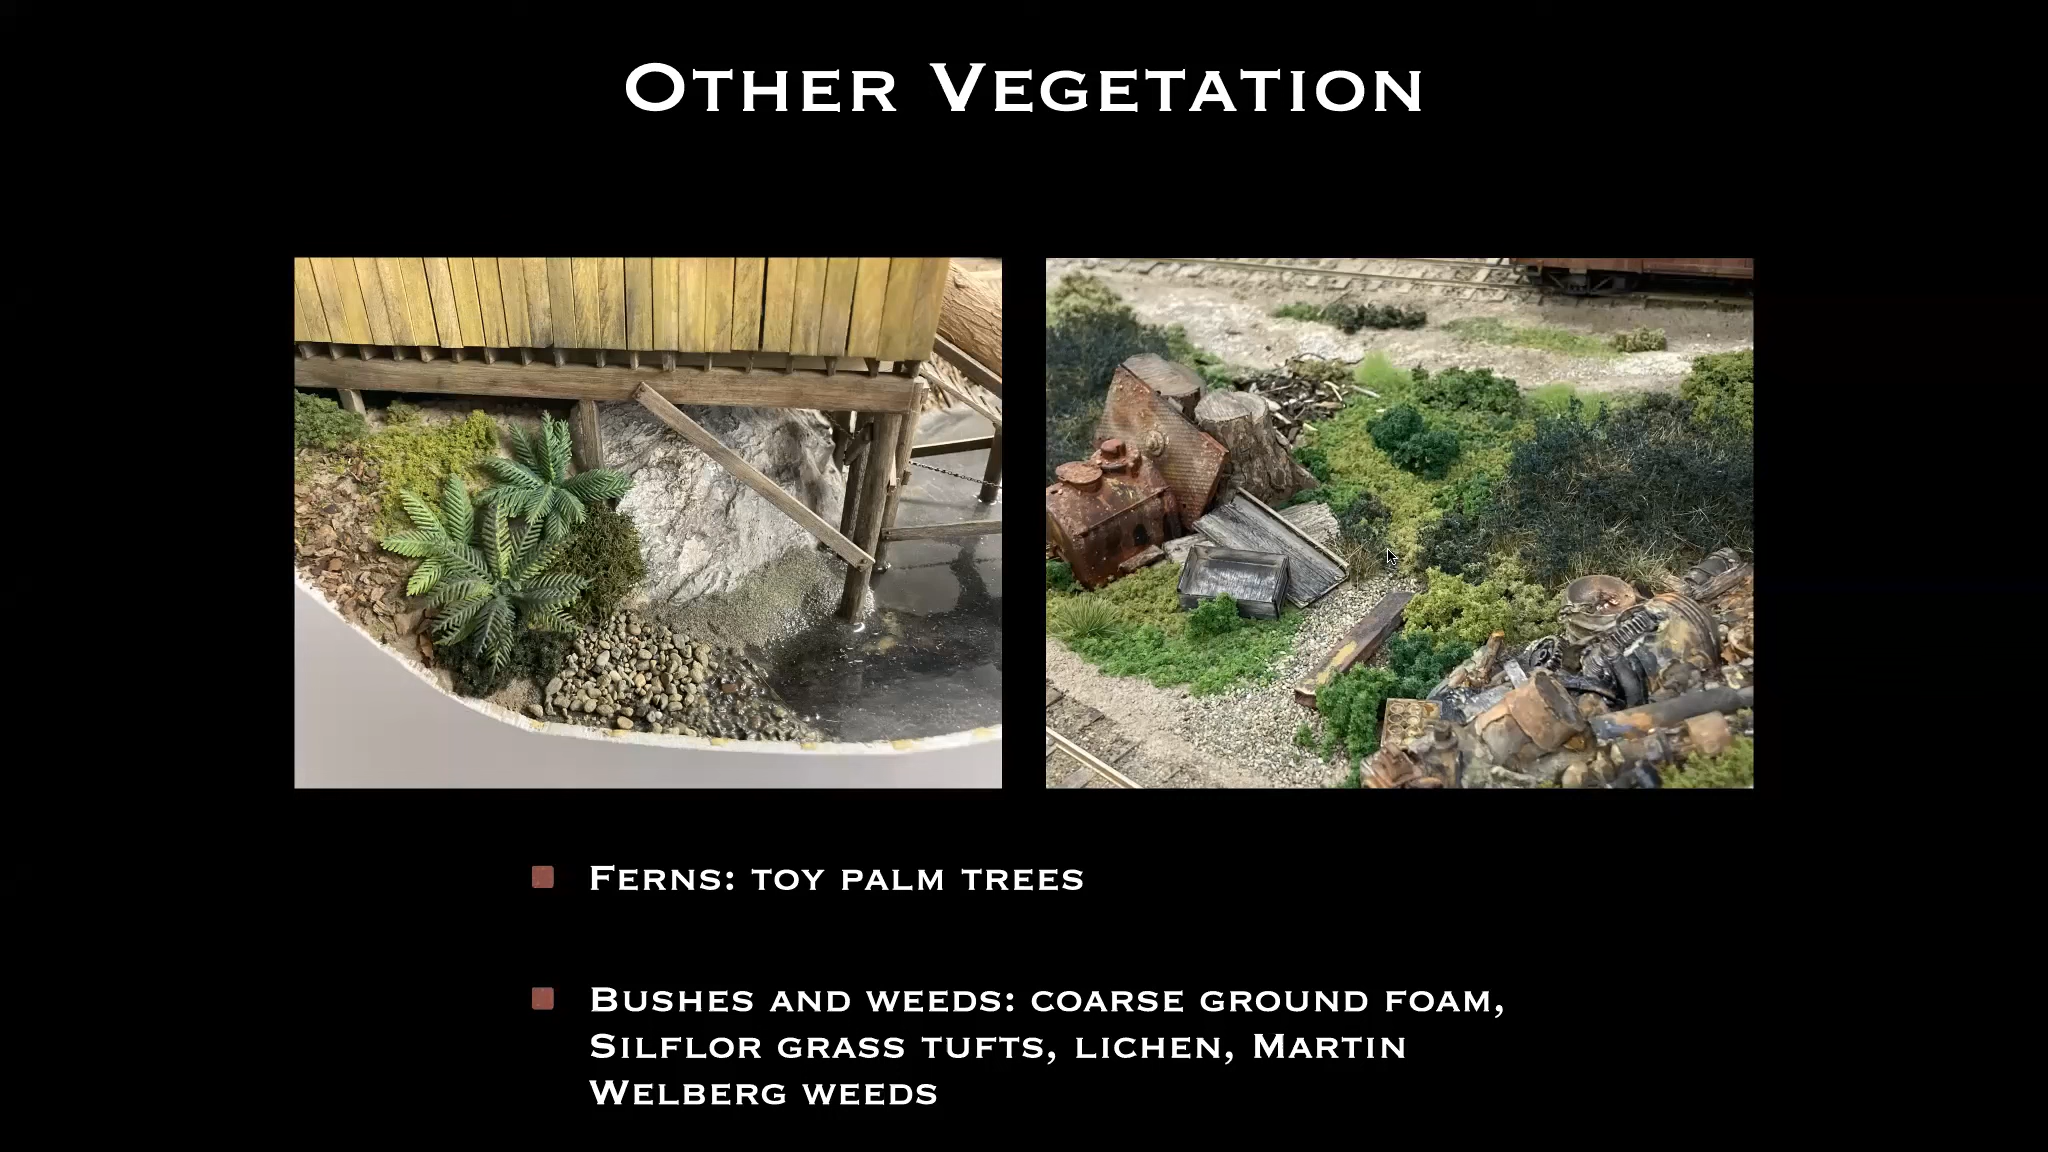 Other Vegetation
Ferns: toy palm trees
Bushes and weeds: coarse ground foam,
Silflor grass tufts, lichen, Martin
Welberg weeds